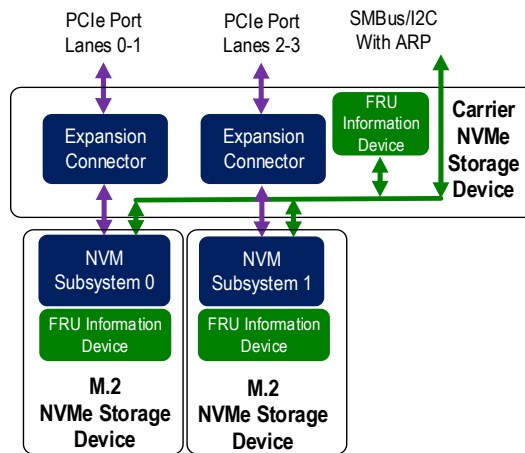 PCIe Port
Lanes 0-1
PCIe Port
Lanes 2-3
SMBus/I2C
With ARP
Expansion
Connector
Expansion
Connector
FRU
Information
Device
Carrier
NVMe
Storage
Device
NVM
Subsystem 0
FRU Information
Device
M.2
NVMe Storage
Device
NVM
Subsystem 1
FRU Information
Device
M.2
NVMe Storage
Device